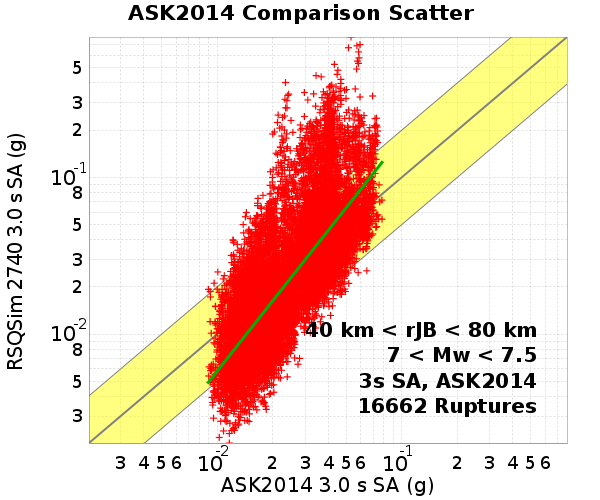 ASK2014 Comparison Scatter
RSQSim 2740 3.0 s SA (g)
5
3
2
10-1
8
5
3
2
10-2
8
5
3
40 km < rJB < 80 km
7 < Mw < 7.5
3s SA, ASK2014
16662 Ruptures
3 4 5 6 10-2 2 3 4 5 6 10-1 2 3 4 5 6
ASK2014 3.0 s SA (g)